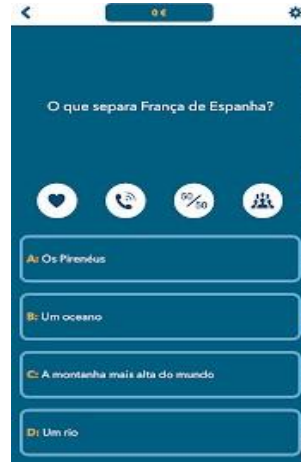 0 €
O que separa França de Espanha?
50/50
A: Os Pirenéus
B: Um oceano
C: A montanha mais alta do mundo
D: Um rio